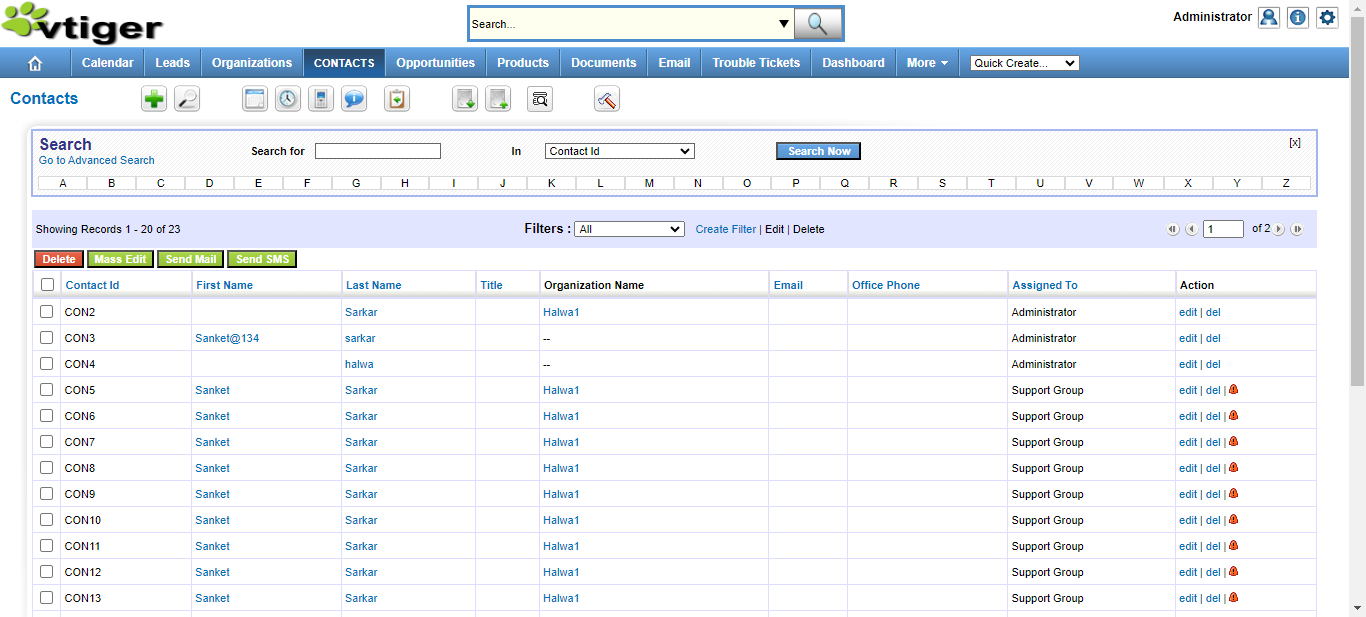 vtiger
Search...
Administrator
Calendar Leads Organizations CONTACTS Opportunities Products Documents Email Trouble Tickets Dashboard More Quick Create...
Contacts
Search
Go to Advanced Search
Search for In Contact Id Search Now [x]
A B C D E F G H I J K L M N O P Q R S T U V W X Y Z
Showing Records 1 - 20 of 23 Filters : All Create Filter | Edit | Delete 1 of 2
Delete Mass Edit Send Mail Send SMS
Contact Id First Name Last Name Title Organization Name Email Office Phone Assigned To Action
CON2 Sarkar Halwa1 Administrator edit | del
CON3 Sanket@134 sarkar -- Administrator edit | del
CON4 halwa -- Administrator edit | del
CON5 Sanket Sarkar Halwa1 Support Group edit | del |
CON6 Sanket Sarkar Halwa1 Support Group edit | del |
CON7 Sanket Sarkar Halwa1 Support Group edit | del |
CON8 Sanket Sarkar Halwa1 Support Group edit | del |
CON9 Sanket Sarkar Halwa1 Support Group edit | del |
CON10 Sanket Sarkar Halwa1 Support Group edit | del |
CON11 Sanket Sarkar Halwa1 Support Group edit | del |
CON12 Sanket Sarkar Halwa1 Support Group edit | del |
CON13 Sanket Sarkar Halwa1 Support Group edit | del |